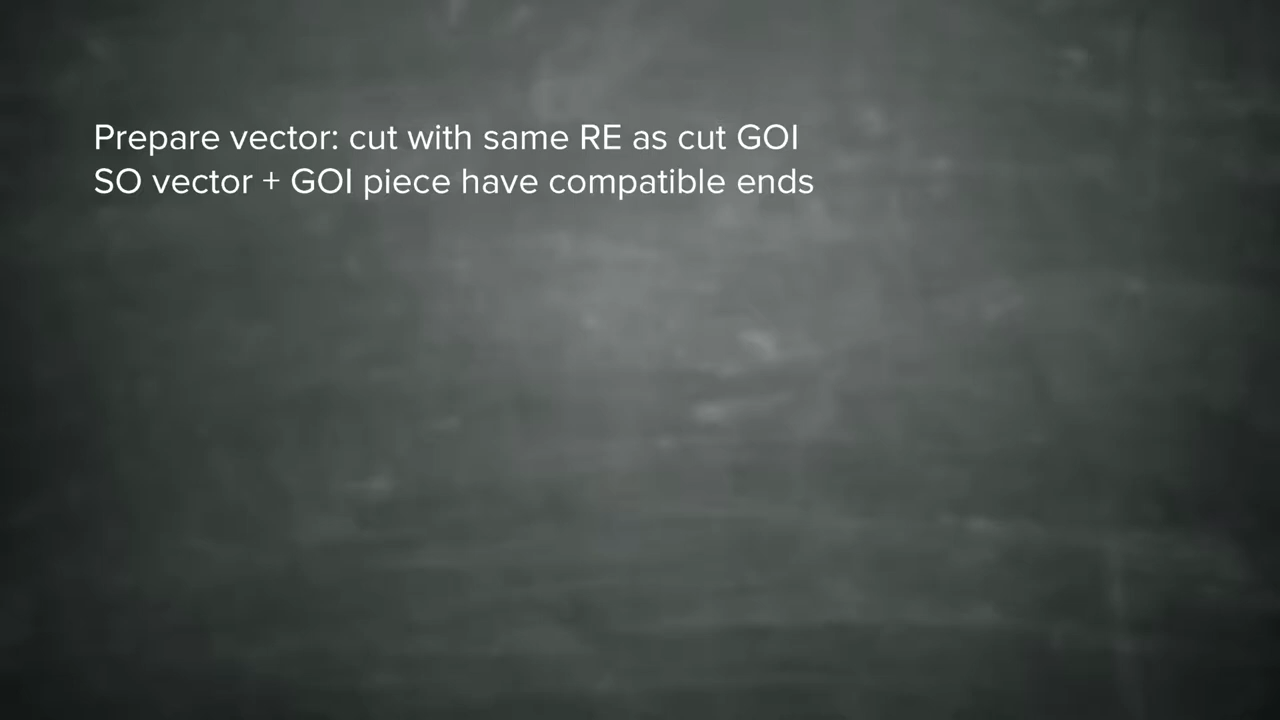 Prepare vector: cut with same RE as cut GOI
SO vector + GOI piece have compatible ends